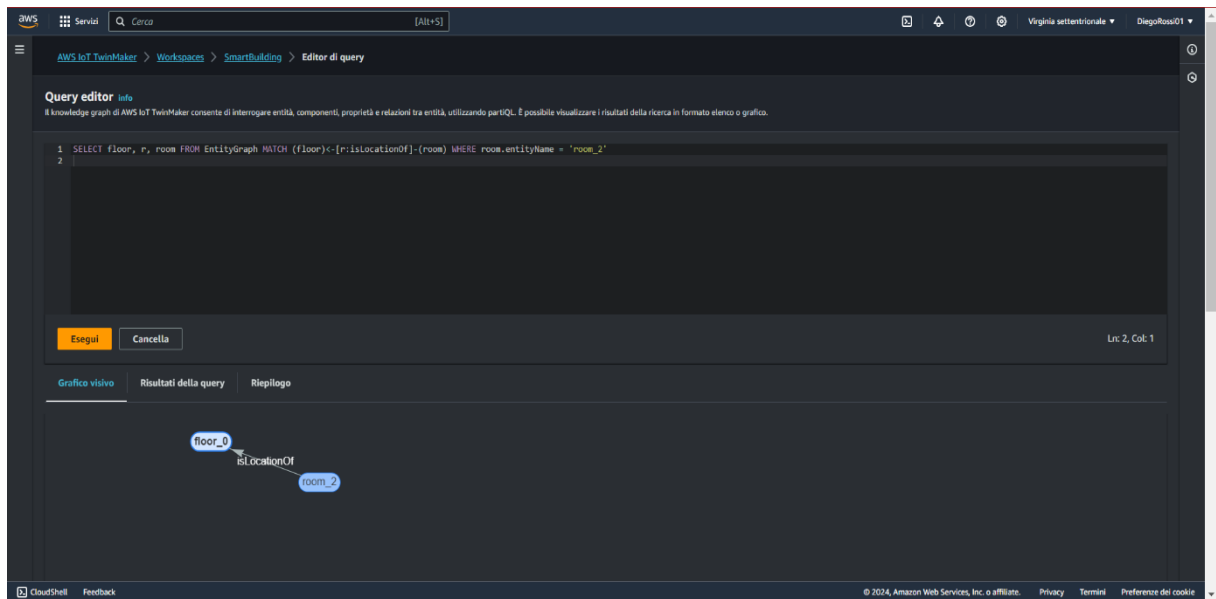 aws Servizi Cerca [Alt+S] Virginia settentrionale ▼ DiegoRossi01 ▼
AWS IoT TwinMaker > Workspaces > SmartBuilding > Editor di query
Query editor info
Il knowledge graph di AWS IoT TwinMaker consente di interrogare entità, componenti, proprietà e relazioni tra entità, utilizzando partiQL. È possibile visualizzare i risultati della ricerca in formato elenco o grafico.
1 SELECT floor, r, room FROM EntityGraph MATCH (floor)<-[r:isLocationOf]-(room) WHERE room.entityName = 'room_2'
2
Esegui Cancella Ln: 2, Col: 1
Grafico visivo Risultati della query Riepilogo
floor_0
isLocationOf
room_2
CloudShell Feedback © 2024, Amazon Web Services, Inc. o affiliate. Privacy Termini Preferenze dei cookie